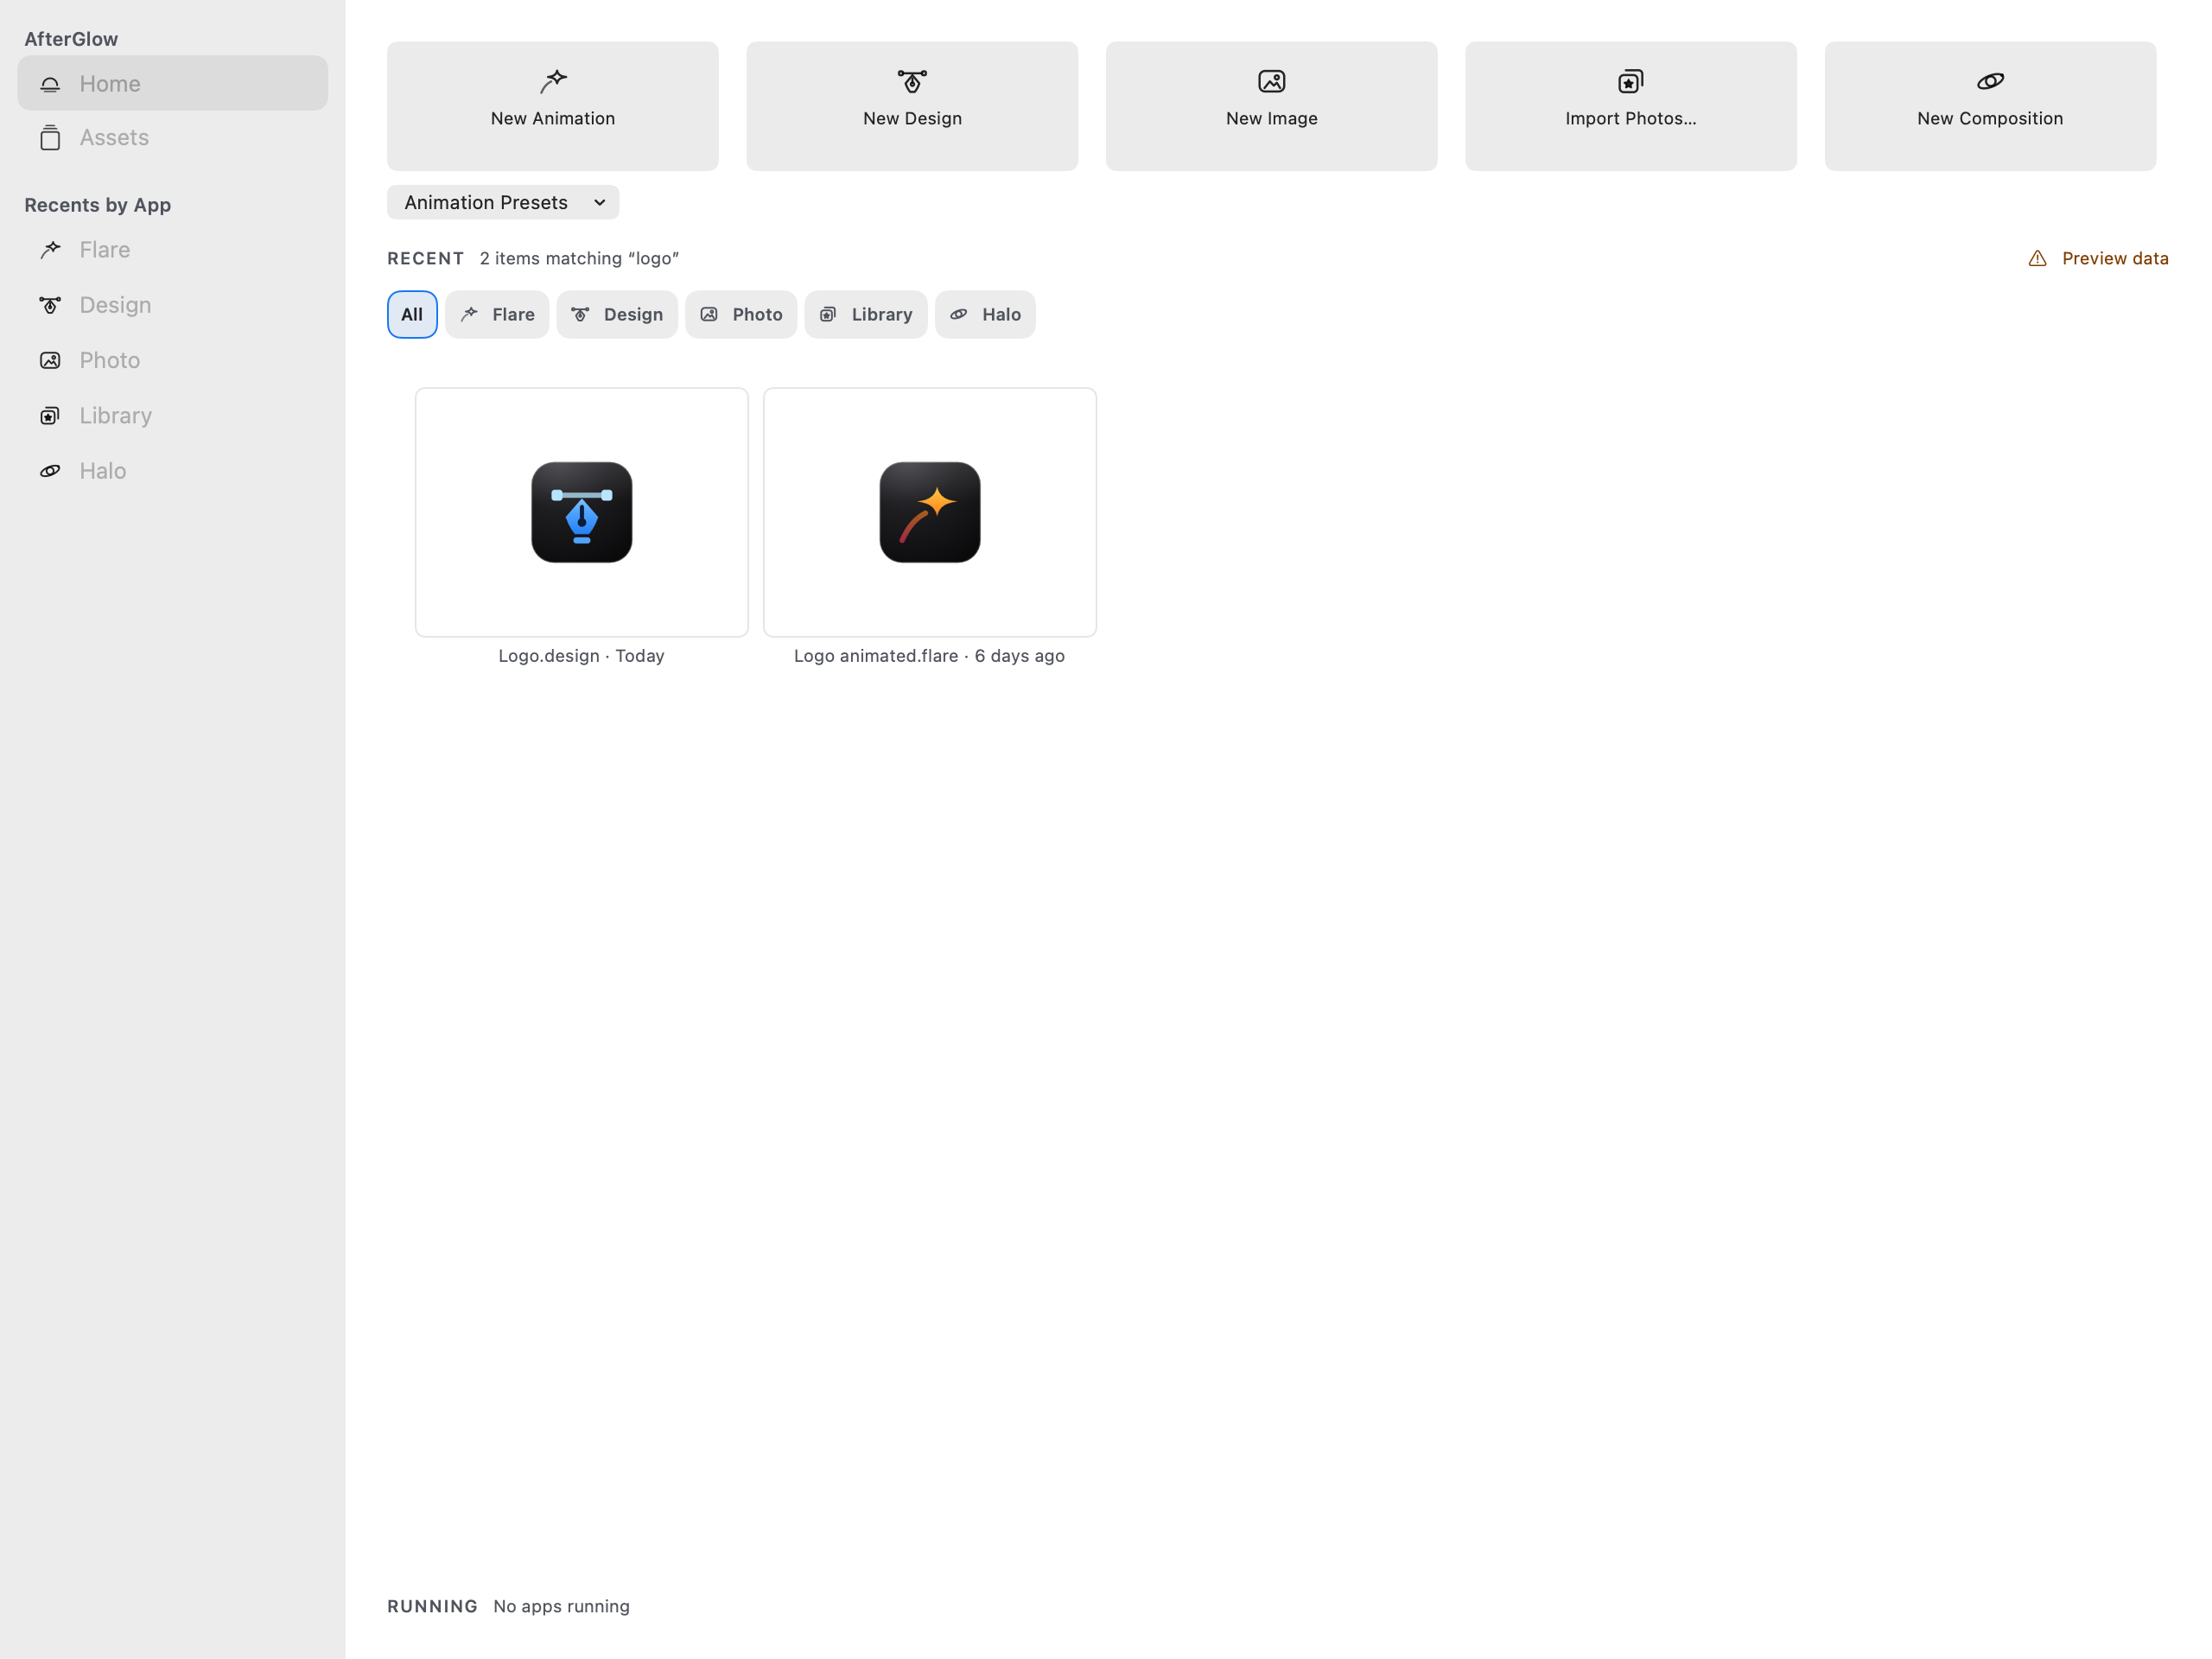 AfterGlow
Home
Assets
Recents by App
Flare
Design
Photo
Library
Halo
New Animation
New Design
New Image
Import Photos...
New Composition
Animation Presets
RECENT 2 items matching “logo”
Preview data
All
Flare
Design
Photo
Library
Halo
Logo.design · Today
Logo animated.flare · 6 days ago
RUNNING No apps running